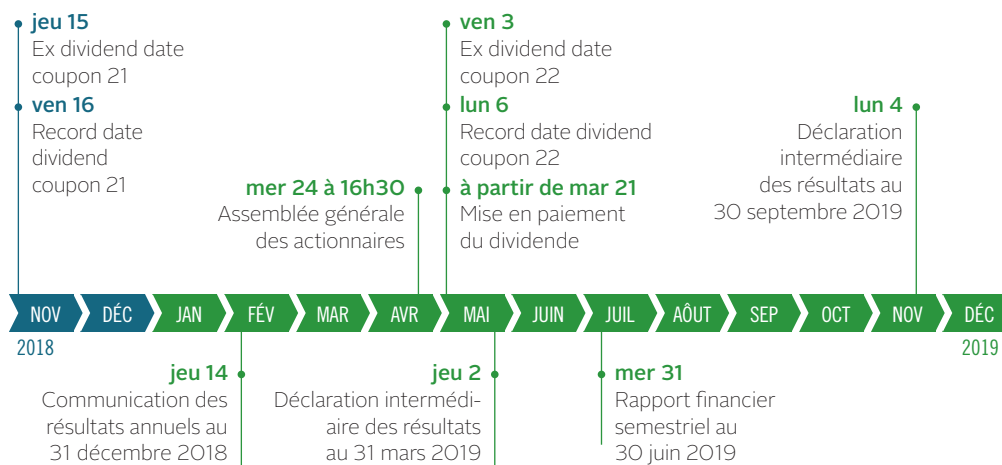 jeu 15
Ex dividend date
coupon 21
ven 16
Record date
dividend
coupon 21
mer 24 à 16h30
Assemblée générale
des actionnaires
ven 3
Ex dividend date
coupon 22
lun 6
Record date dividend
coupon 22
à partir de mar 21
Mise en paiement
du dividende
lun 4
Déclaration
intermédiaire
des résultats au
30 septembre 2019
NOV DÉC JAN FÉV MAR AVR MAI JUIN JUIL AÔUT SEP OCT NOV DÉC
2018 2019
jeu 14
Communication des
résultats annuels au
31 décembre 2018
jeu 2
Déclaration intermédi-
aire des résultats
au 31 mars 2019
mer 31
Rapport financier
semestriel au
30 juin 2019